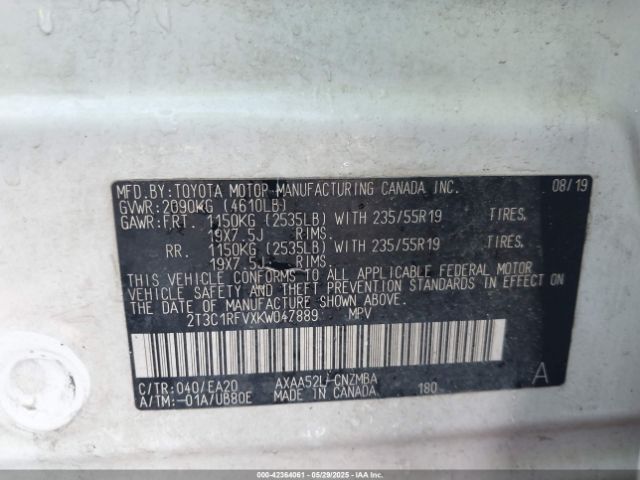 MFD.BY:TOYOTA MOTOR MANUFACTURING CANADA INC. 08/19
GVWR:2090KG (4610LB)
GAWR:FRT. 1150KG (2535LB) WITH 235/55R19 TIRES,
19X7.5J RIMS.
RR. 1150KG (2535LB) WITH 235/55R19 TIRES,
19X7.5J RIMS.
THIS VEHICLE CONFORMS TO ALL APPLICABLE FEDERAL MOTOR
VEHICLE SAFETY AND THEFT PREVENTION STANDARDS IN EFFECT ON
THE DATE OF MANUFACTURE SHOWN ABOVE.
2T3C1RFVXKW047889 MPV
C/TR:040/EA20 AXAA52L-CNZMBA A
A/TM:-01A/UB80E MADE IN CANADA 180
000-42364061 | 05/29/2025 | IAAI.COM